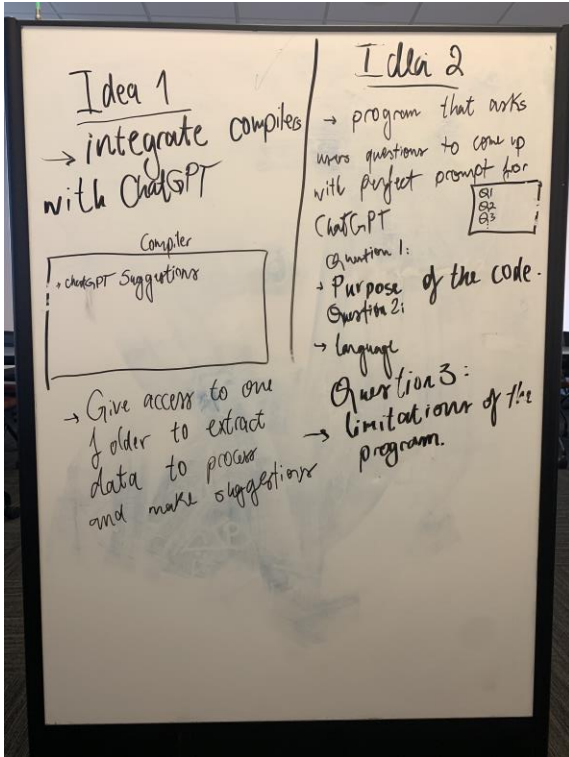 Idea 1
→ integrate compilers
with ChatGPT
Compiler
→ ChatGPT Suggestions
→ Give access to one
folder to extract
data to process
and make suggestions
Idea 2
→ program that asks
users questions to come up
with perfect prompt for
ChatGPT
Q1
Q2
Q3
Question 1:
→ Purpose of the code.
Question 2:
→ language
Question 3:
→ limitations of the
program.